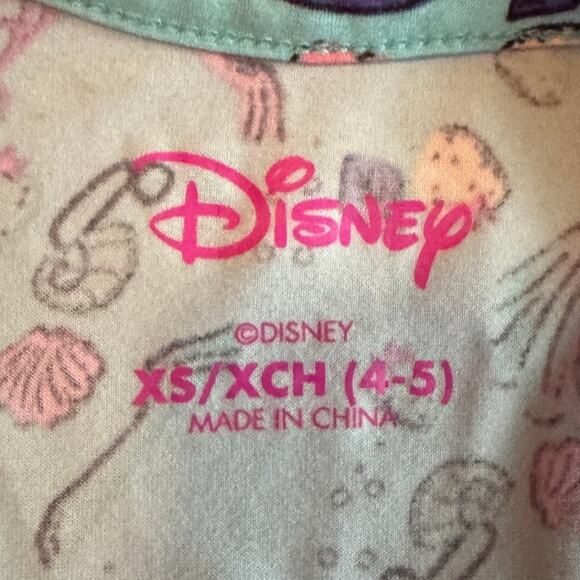 Disney
©DISNEY
XS/XCH (4-5)
MADE IN CHINA